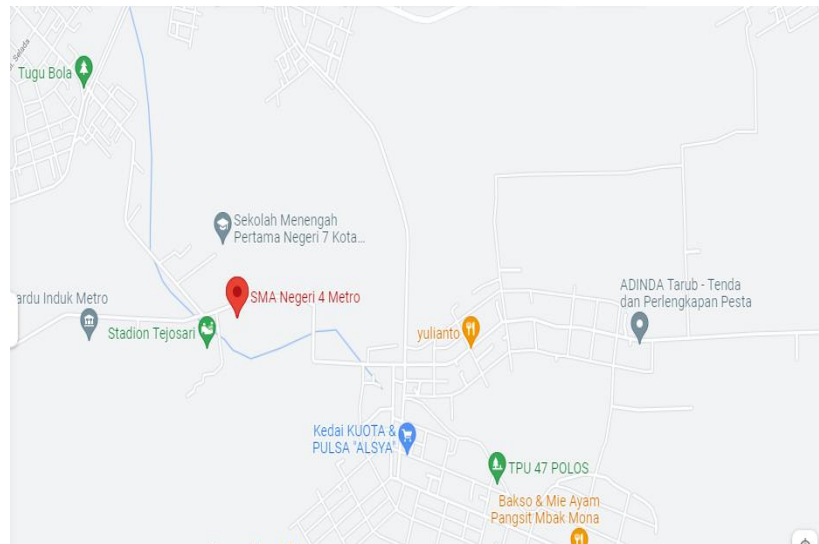 Selada
Tugu Bola
Sekolah Menengah
Pertama Negeri 7 Kota...
SMA Negeri 4 Metro
ardu Induk Metro
Stadion Tejosari
ADINDA Tarub - Tenda
dan Perlengkapan Pesta
yulianto
Kedai KUOTA &
PULSA "ALSYA"
TPU 47 POLOS
Bakso & Mie Ayam
Pangsit Mbak Mona